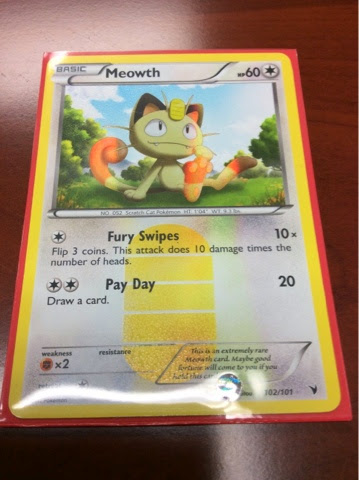 BASIC Meowth HP60
NO. 052 Scratch Cat Pokémon HT. 1'04" WT. 9.3 lbs.
Fury Swipes 10×
Flip 3 coins. This attack does 10 damage times the
number of heads.
Pay Day 20
Draw a card.
weakness resistance
×2
This is an extremely rare
Meowth card. Maybe good
fortune will come to you if you
hold this
102/101